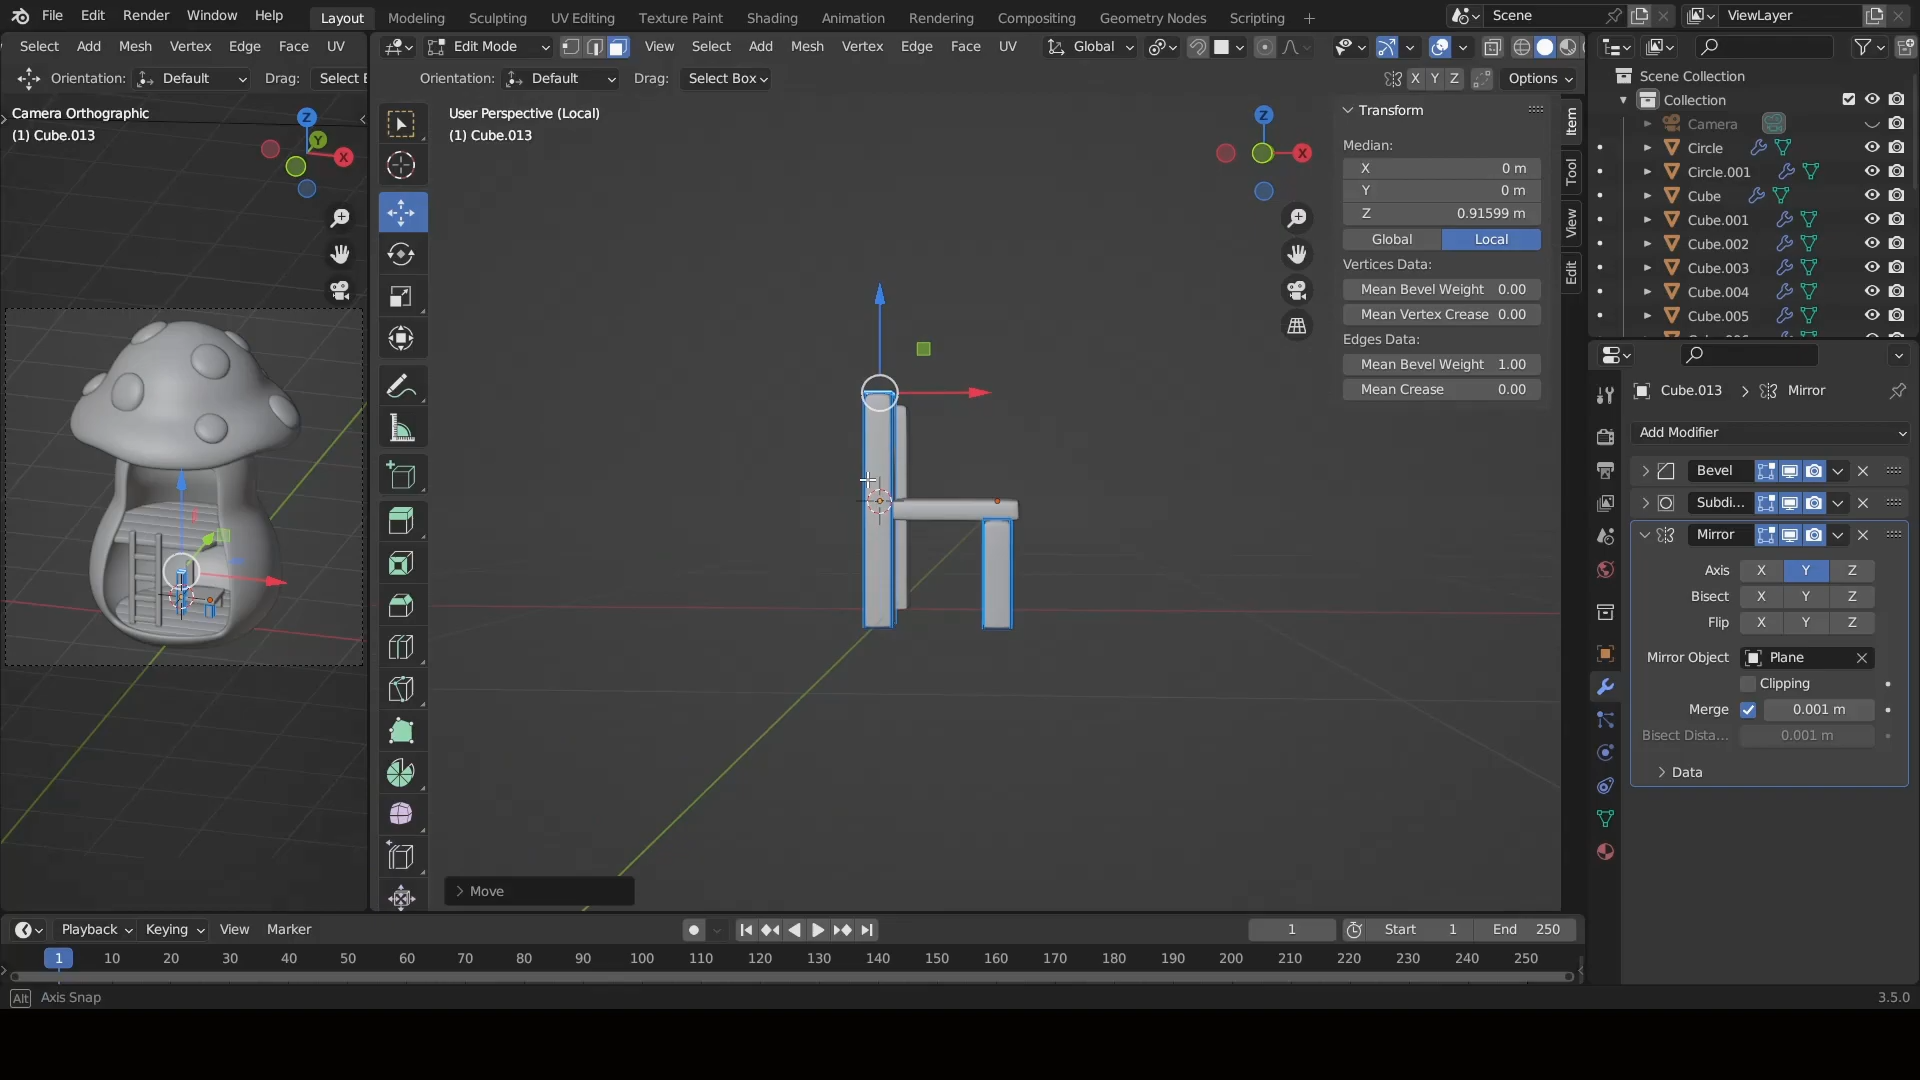 File Edit Render Window Help Layout Modeling Sculpting UV Editing Texture Paint Shading Animation Rendering Compositing Geometry Nodes Scripting + Scene ViewLayer
Select Add Mesh Vertex Edge Face UV Edit Mode View Select Add Mesh Vertex Edge Face UV Global
Orientation: Default Drag: Select Orientation: Default Drag: Select Box X Y Z Options
Camera Orthographic
(1) Cube.013
User Perspective (Local)
(1) Cube.013
Z
Y
X
Z
X
Transform
Median:
X 0 m
Y 0 m
Z 0.91599 m
Global Local
Vertices Data:
Mean Bevel Weight 0.00
Mean Vertex Crease 0.00
Edges Data:
Mean Bevel Weight 1.00
Mean Crease 0.00
Item
Tool
View
Edit
Scene Collection
Collection
Camera
Circle
Circle.001
Cube
Cube.001
Cube.002
Cube.003
Cube.004
Cube.005
Cube.013 > Mirror
Add Modifier
Bevel
Subdi...
Mirror
Axis X Y Z
Bisect X Y Z
Flip X Y Z
Mirror Object Plane
Clipping
Merge 0.001 m
Bisect Dista... 0.001 m
Data
Move
Playback Keying View Marker 1 Start 1 End 250
1 10 20 30 40 50 60 70 80 90 100 110 120 130 140 150 160 170 180 190 200 210 220 230 240 250
Alt Axis Snap 3.5.0